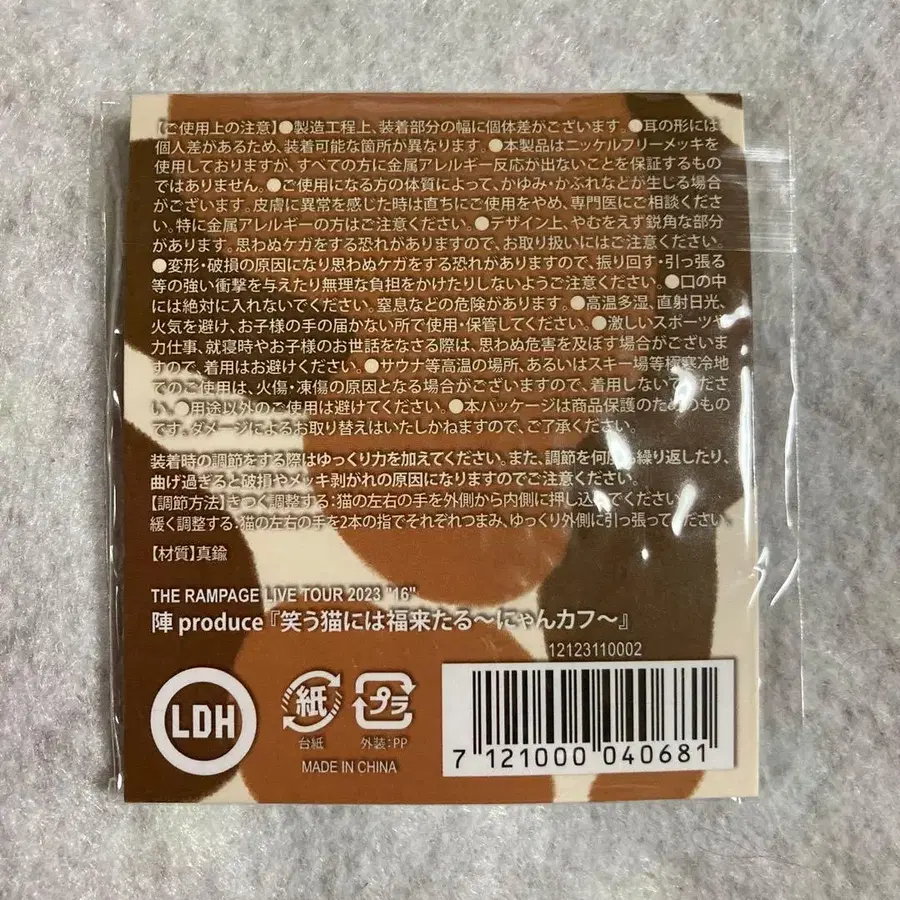 【ご使用上の注意】●製造工程上、装着部分の幅に個体差がございます。●耳の形には
個人差があるため、装着可能な箇所が異なります。●本製品はニッケルフリーメッキを
使用しておりますが、すべての方に金属アレルギー反応が出ないことを保証するもの
ではありません。●ご使用になる方の体質によって、かゆみ・かぶれなどが生じる場合
がございます。皮膚に異常を感じた時は直ちにご使用をやめ、専門医にご相談くださ
い。特に金属アレルギーの方はご注意ください。●デザイン上、やむをえず鋭角な部分
があります。思わぬケガをする恐れがありますので、お取り扱いにはご注意ください。
●変形・破損の原因になり思わぬケガをする恐れがありますので、振り回す・引っ張る
等の強い衝撃を与えたり無理な負担をかけたりしないようご注意ください。●口の中
には絶対に入れないでください。窒息などの危険があります。●高温多湿、直射日光、
火気を避け、お子様の手の届かない所で使用・保管してください。●激しいスポーツや
力仕事、就寝時やお子様のお世話をなさる際は、思わぬ危害を及ぼす場合がございま
すので、着用はお避けください。●サウナ等高温の場所、あるいはスキー場等極寒冷地
でのご使用は、火傷・凍傷の原因となる場合がございますので、着用しないでくださ
い。●用途以外のご使用は避けてください。●本パッケージは商品保護のためのもの
です。ダメージによるお取り替えはいたしかねますので、ご了承ください。
装着時の調節をする際はゆっくり力を加えてください。また、調節を何度も繰り返したり、
曲げ過ぎると破損やメッキ剥がれの原因になりますのでご注意ください。
【調節方法】きつく調整する：猫の左右の手を外側から内側に押し込んでください
緩く調整する：猫の左右の手を2本の指でそれぞれつまみ、ゆっくり外側に引っ張ってください。
【材質】真鍮
THE RAMPAGE LIVE TOUR 2023 "16"
陣 produce『笑う猫には福来たる〜にゃんカフ〜』
12123110002
LDH
紙
台紙
プラ
外装：PP
MADE IN CHINA
7 121000 040681